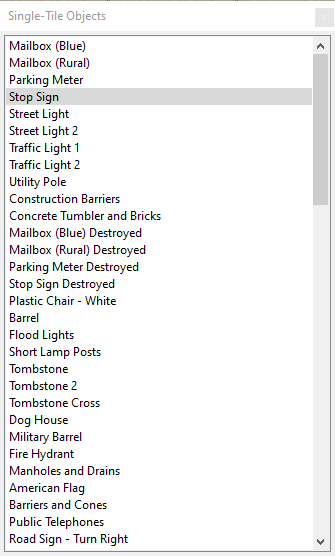 Single-Tile Objects
Mailbox (Blue)
Mailbox (Rural)
Parking Meter
Stop Sign
Street Light
Street Light 2
Traffic Light 1
Traffic Light 2
Utility Pole
Construction Barriers
Concrete Tumbler and Bricks
Mailbox (Blue) Destroyed
Mailbox (Rural) Destroyed
Parking Meter Destroyed
Stop Sign Destroyed
Plastic Chair - White
Barrel
Flood Lights
Short Lamp Posts
Tombstone
Tombstone 2
Tombstone Cross
Dog House
Military Barrel
Fire Hydrant
Manholes and Drains
American Flag
Barriers and Cones
Public Telephones
Road Sign - Turn Right